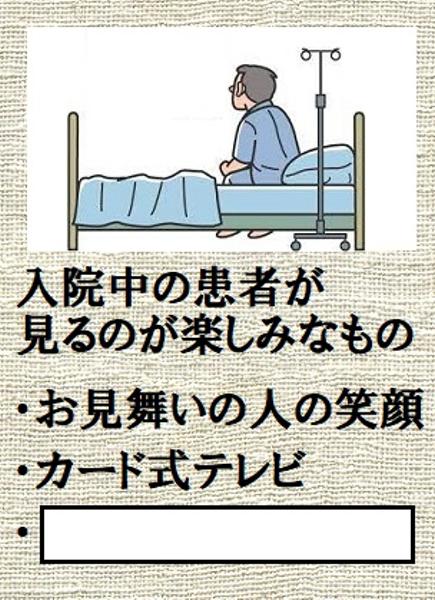 入院中の患者が
見るのが楽しみなもの
・お見舞いの人の笑顔
・カード式テレビ
・